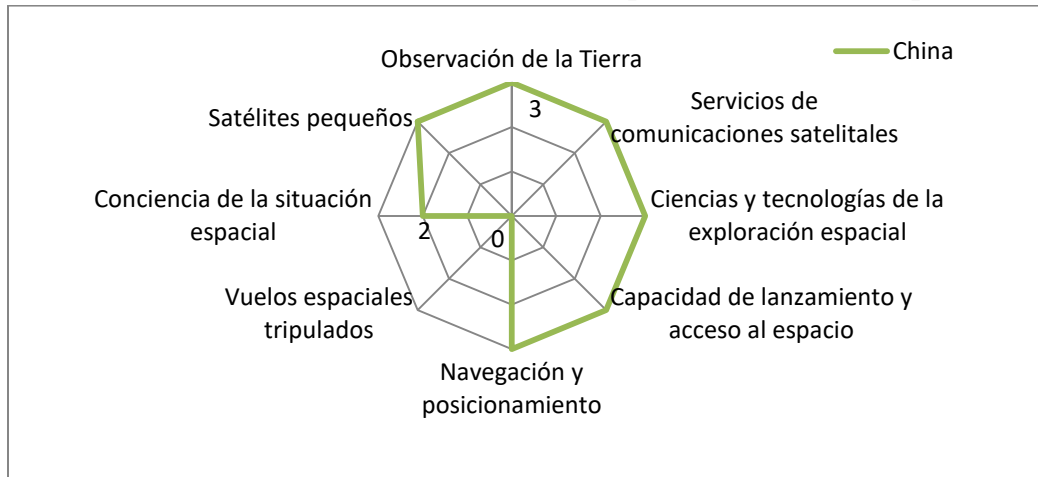 Observación de la Tierra
China
3
Servicios de
comunicaciones satelitales
Satélites pequeños
Conciencia de la situación
espacial
2
0
Ciencias y tecnologías de la
exploración espacial
Vuelos espaciales
tripulados
Capacidad de lanzamiento y
acceso al espacio
Navegación y
posicionamiento